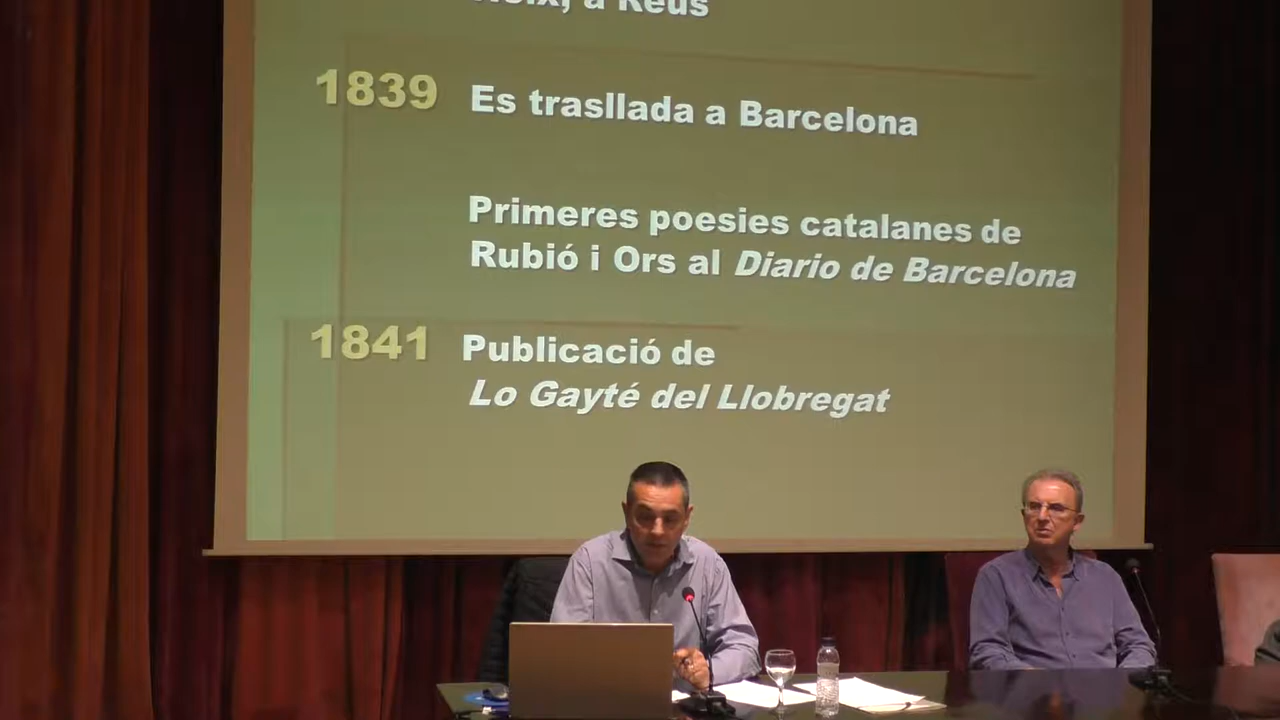 a Reus
1839
Es trasllada a Barcelona
Primeres poesies catalanes de
Rubió i Ors al Diario de Barcelona
1841
Publicació de
Lo Gayté del Llobregat